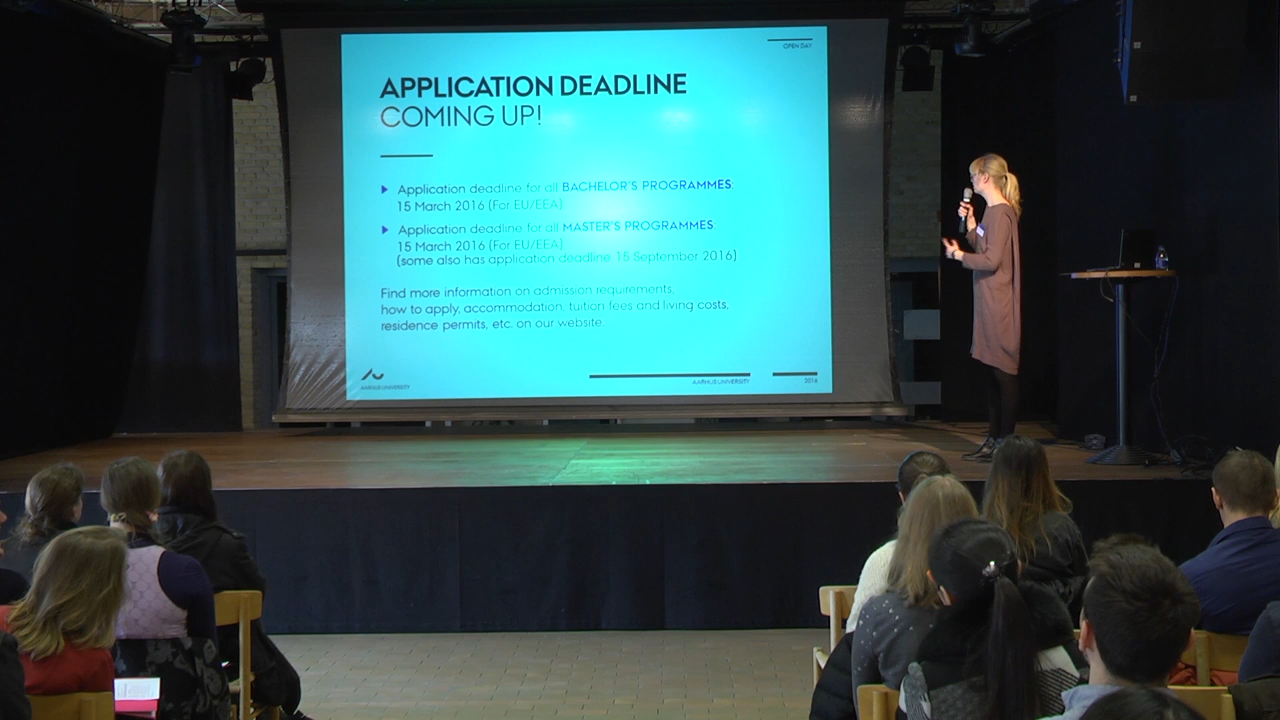 OPEN DAY
APPLICATION DEADLINE
COMING UP!
Application deadline for all BACHELOR'S PROGRAMMES:
15 March 2016 (For EU/EEA)
Application deadline for all MASTER'S PROGRAMMES:
15 March 2016 (For EU/EEA)
(some also has application deadline 15 September 2016)
Find more information on admission requirements,
how to apply, accommodation, tuition fees and living costs,
residence permits, etc. on our website.
AARHUS UNIVERSITY
AARHUS UNIVERSITY
2016